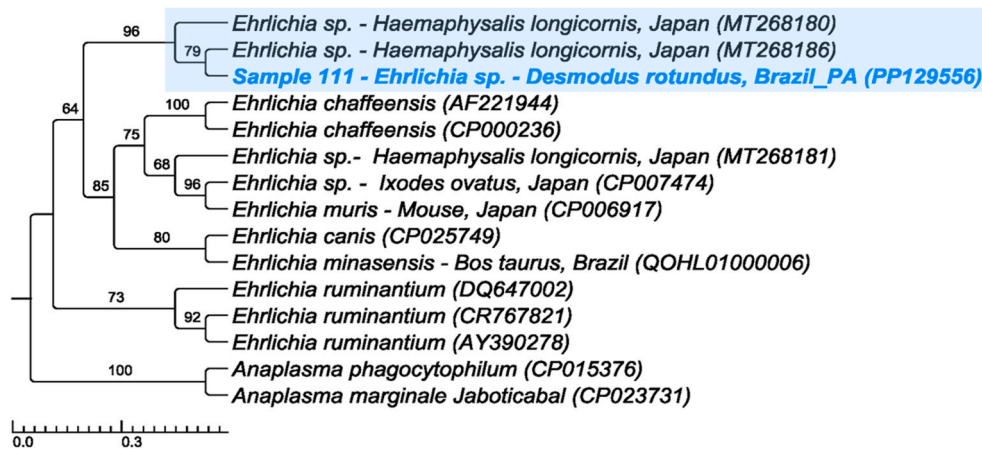 96
Ehrlichia sp. - Haemaphysalis longicornis, Japan (MT268180)
79
Ehrlichia sp. - Haemaphysalis longicornis, Japan (MT268186)
Sample 111 - Ehrlichia sp. - Desmodus rotundus, Brazil_PA (PP129556)
64
100
Ehrlichia chaffeensis (AF221944)
Ehrlichia chaffeensis (CP000236)
75
68
Ehrlichia sp.- Haemaphysalis longicornis, Japan (MT268181)
85
96
Ehrlichia sp. - Ixodes ovatus, Japan (CP007474)
Ehrlichia muris - Mouse, Japan (CP006917)
80
Ehrlichia canis (CP025749)
Ehrlichia minasensis - Bos taurus, Brazil (QOHL01000006)
73
Ehrlichia ruminantium (DQ647002)
92
Ehrlichia ruminantium (CR767821)
Ehrlichia ruminantium (AY390278)
100
Anaplasma phagocytophilum (CP015376)
Anaplasma marginale Jaboticabal (CP023731)
0.0 0.3